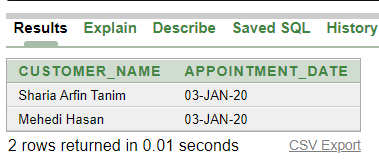 Results Explain Describe Saved SQL History
CUSTOMER_NAME APPOINTMENT_DATE
Sharia Arfin Tanim 03-JAN-20
Mehedi Hasan 03-JAN-20
2 rows returned in 0.01 seconds CSV Export